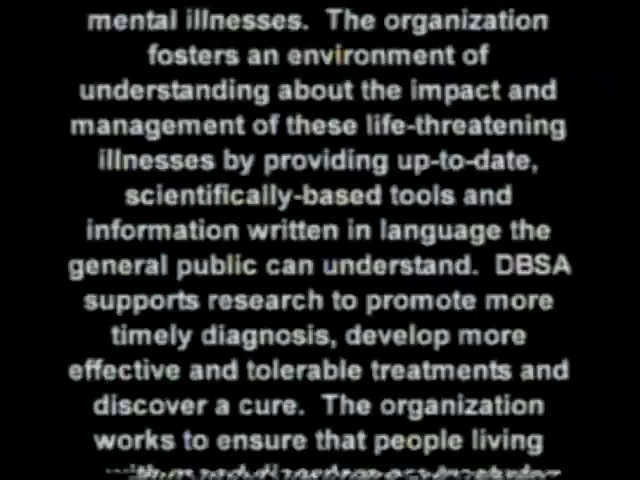 mental illnesses. The organization
fosters an environment of
understanding about the impact and
management of these life-threatening
illnesses by providing up-to-date,
scientifically-based tools and
information written in language the
general public can understand. DBSA
supports research to promote more
timely diagnosis, develop more
effective and tolerable treatments and
discover a cure. The organization
works to ensure that people living